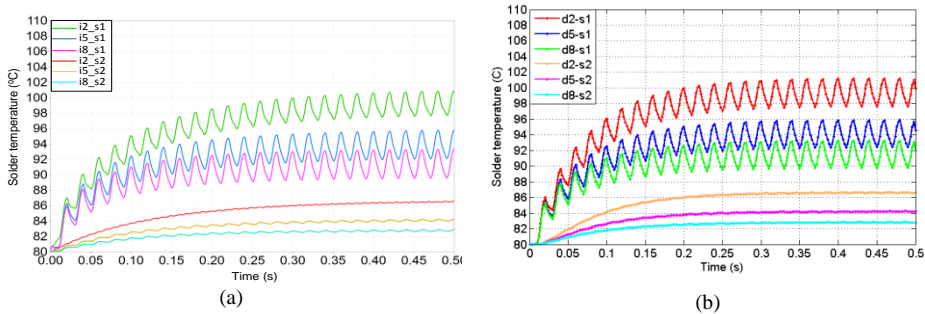 110
108
106
104
102
100
98
96
94
92
90
88
86
84
82
80
Solder temperature (ºC)
i2_s1
i5_s1
i8_s1
i2_s2
i5_s2
i8_s2
0.00 0.05 0.10 0.15 0.20 0.25 0.30 0.35 0.40 0.45 0.50
Time (s)
(a)
110
108
106
104
102
100
98
96
94
92
90
88
86
84
82
80
Solder temperature (C)
d2-s1
d5-s1
d8-s1
d2-s2
d5-s2
d8-s2
0 0.05 0.1 0.15 0.2 0.25 0.3 0.35 0.4 0.45 0.5
Time (s)
(b)